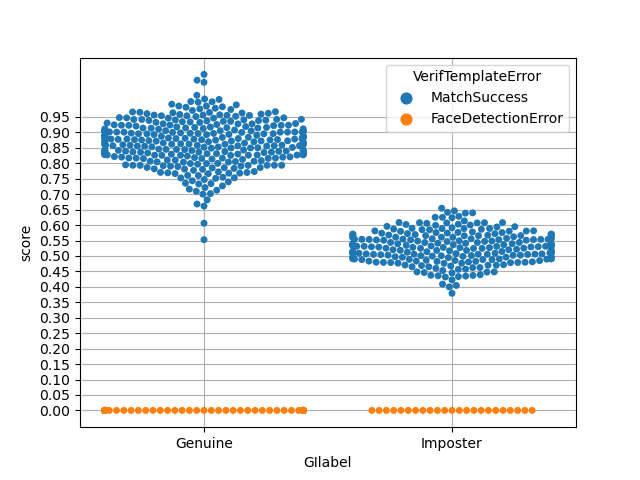 VerifTemplateError
MatchSuccess
FaceDetectionError
0.95
0.90
0.85
0.80
0.75
0.70
0.65
0.60
0.55
0.50
0.45
0.40
0.35
0.30
0.25
0.20
0.15
0.10
0.05
0.00
score
Genuine
Imposter
GIlabel